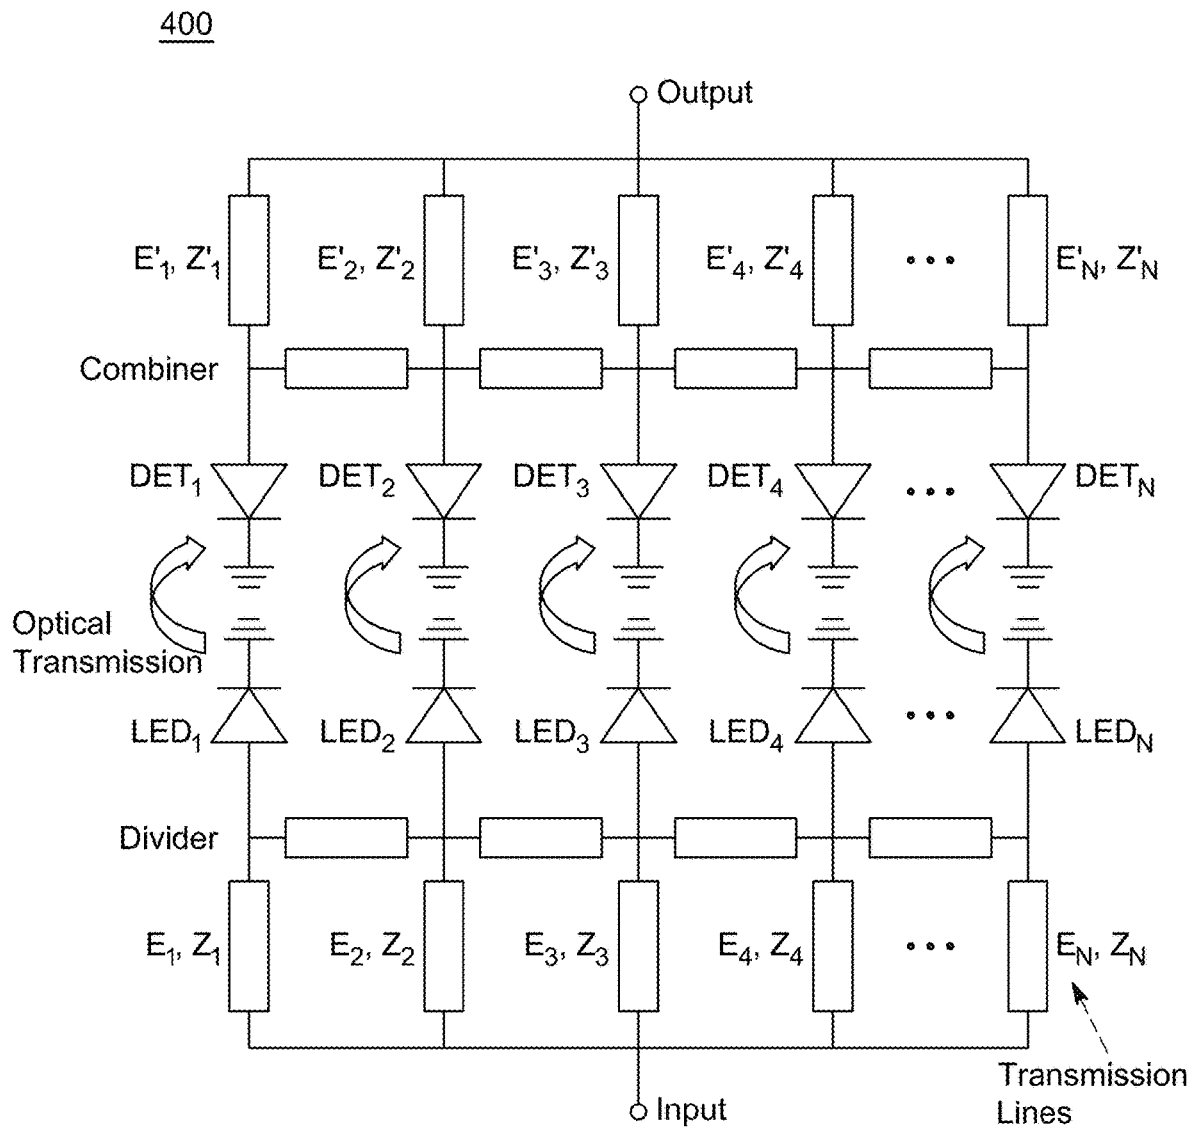 400
Output
E'1, Z'1 E'2, Z'2 E'3, Z'3 E'4, Z'4 ••• E'N, Z'N
Combiner
DET1 DET2 DET3 DET4 ••• DETN
Optical
Transmission
LED1 LED2 LED3 LED4 ••• LEDN
Divider
E1, Z1 E2, Z2 E3, Z3 E4, Z4 ••• EN, ZN
Transmission
Lines
Input